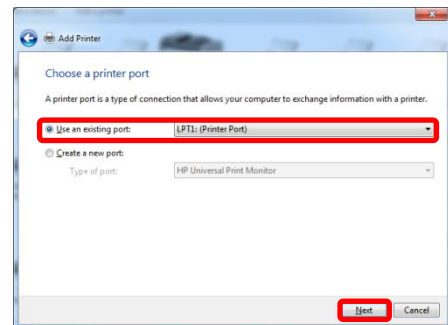 Add Printer
Choose a printer port
A printer port is a type of connection that allows your computer to exchange information with a printer.
Use an existing port: LPT1: (Printer Port)
Create a new port:
Type of port: HP Universal Print Monitor
Next Cancel